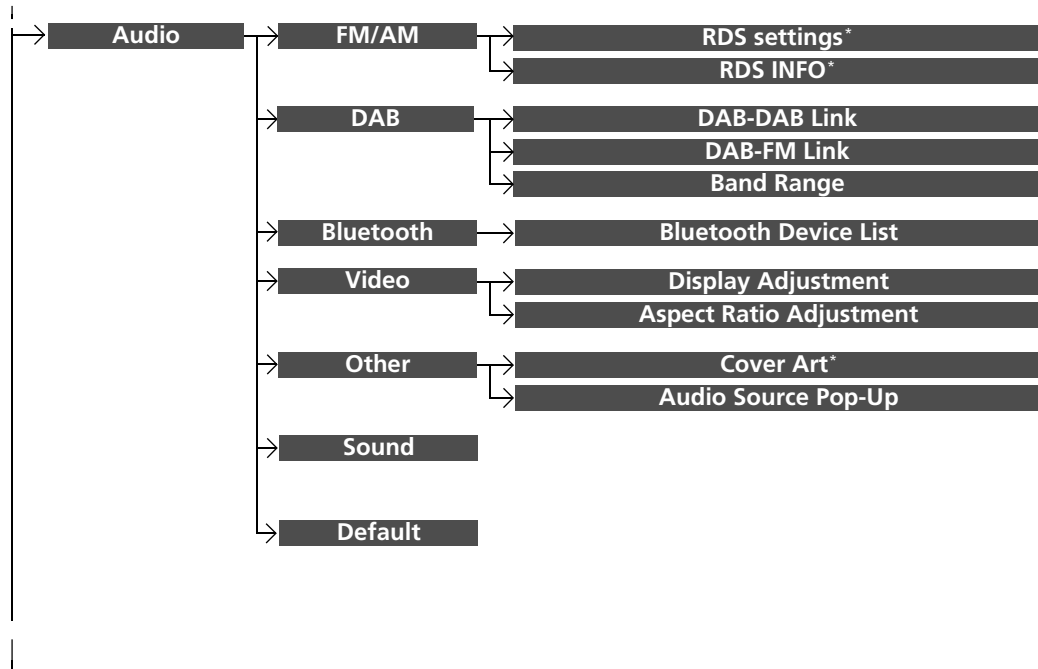 Audio
FM/AM
RDS settings*
RDS INFO*
DAB
DAB-DAB Link
DAB-FM Link
Band Range
Bluetooth
Bluetooth Device List
Video
Display Adjustment
Aspect Ratio Adjustment
Other
Cover Art*
Audio Source Pop-Up
Sound
Default